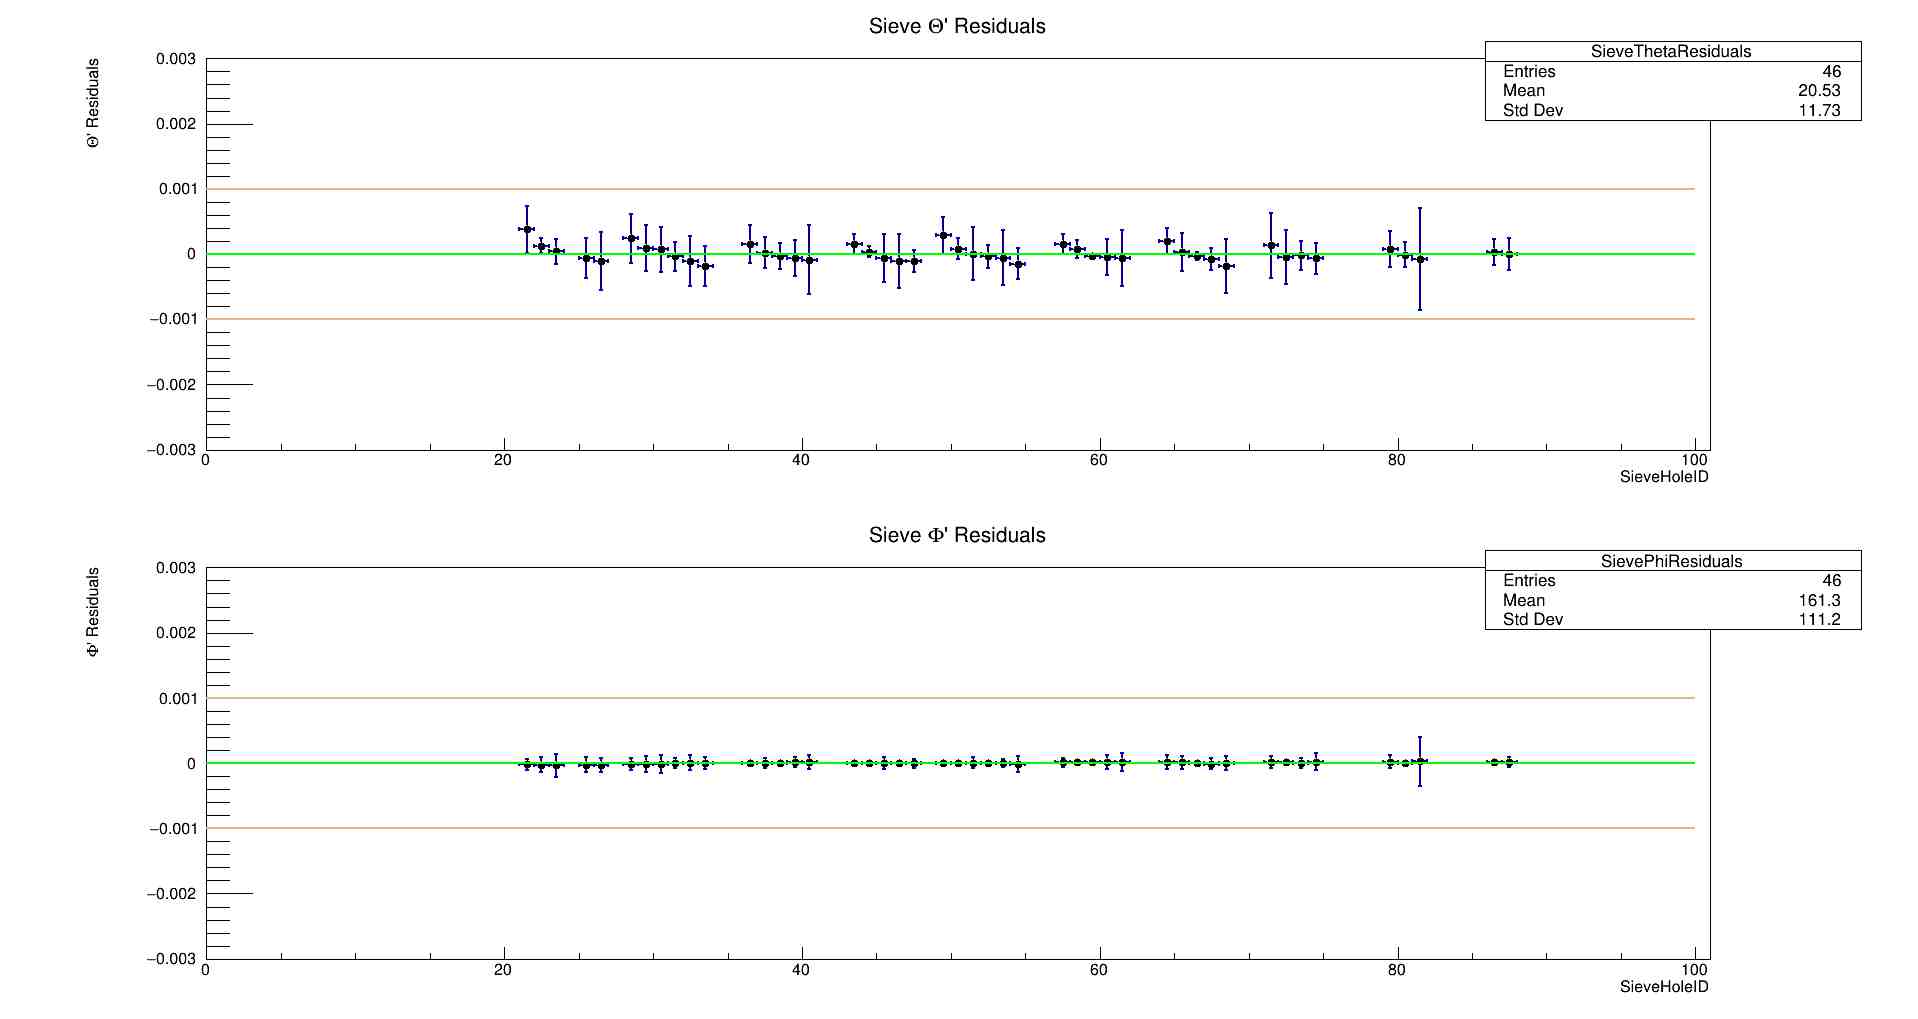 Sieve Θ' Residuals
Θ' Residuals
SieveThetaResiduals
Entries 46
Mean 20.53
Std Dev 11.73
0.003
0.002
0.001
0
−0.001
−0.002
−0.003
0 20 40 60 80 100
SieveHoleID
Sieve Φ' Residuals
Φ' Residuals
SievePhiResiduals
Entries 46
Mean 161.3
Std Dev 111.2
0.003
0.002
0.001
0
−0.001
−0.002
−0.003
0 20 40 60 80 100
SieveHoleID